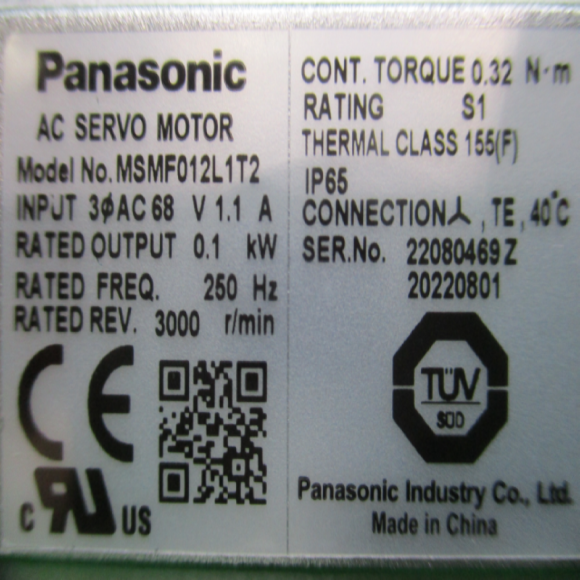 Panasonic
AC SERVO MOTOR
Model No. MSMF012L1T2
INPUT 3ϕAC 68 V 1.1 A
RATED OUTPUT 0.1 kW
RATED FREQ. 250 Hz
RATED REV. 3000 r/min
CE
c RU US
CONT. TORQUE 0.32 N·m
RATING S1
THERMAL CLASS 155(F)
IP65
CONNECTION⅄ , TE, 40℃
SER.No. 22080469Z
20220801
TÜV
SÜD
Panasonic Industry Co., Ltd.
Made in China